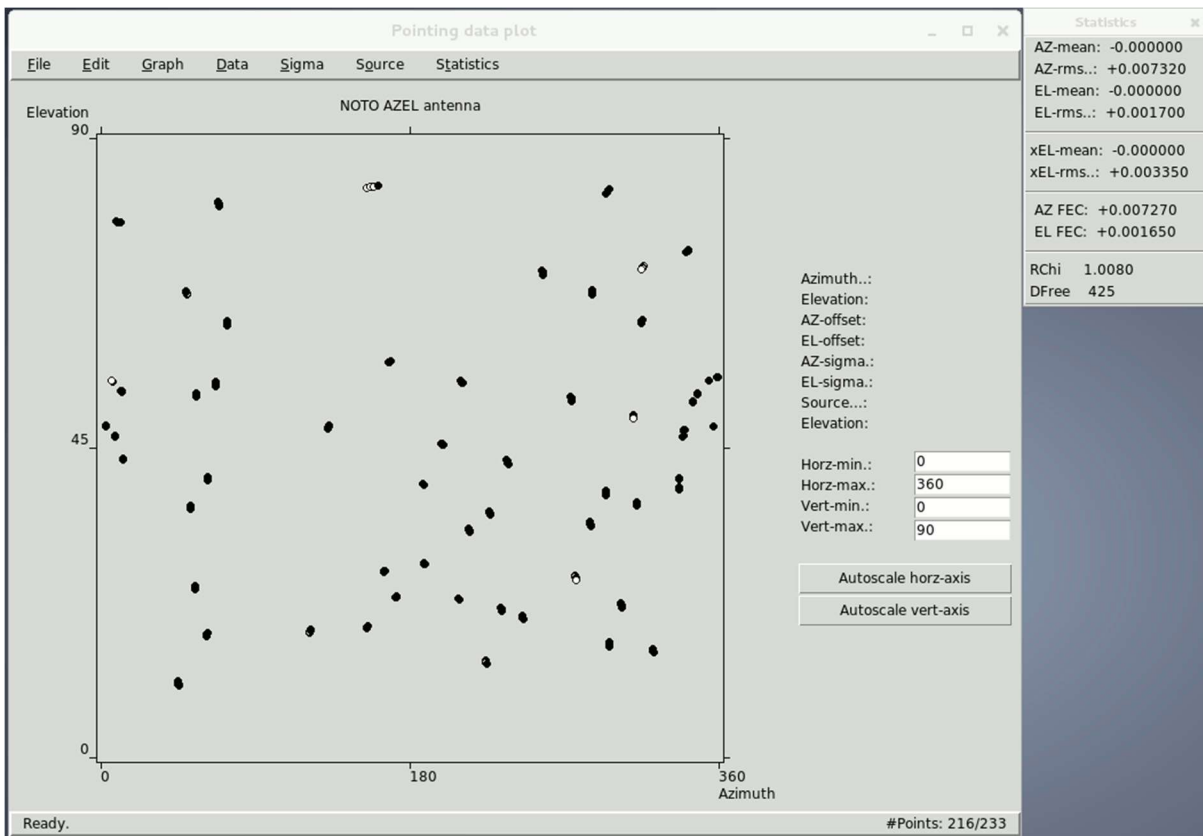 Pointing data plot
File Edit Graph Data Sigma Source Statistics
NOTO AZEL antenna
Elevation
90
45
0
0 180 360
Azimuth
Azimuth..:
Elevation:
AZ-offset:
EL-offset:
AZ-sigma.:
EL-sigma.:
Source...:
Elevation:
Horz-min.: 0
Horz-max.: 360
Vert-min.: 0
Vert-max.: 90
Autoscale horz-axis
Autoscale vert-axis
Ready.
#Points: 216/233
Statistics
AZ-mean: -0.000000
AZ-rms..: +0.007320
EL-mean: -0.000000
EL-rms..: +0.001700
xEL-mean: -0.000000
xEL-rms..: +0.003350
AZ FEC: +0.007270
EL FEC: +0.001650
RChi 1.0080
DFree 425